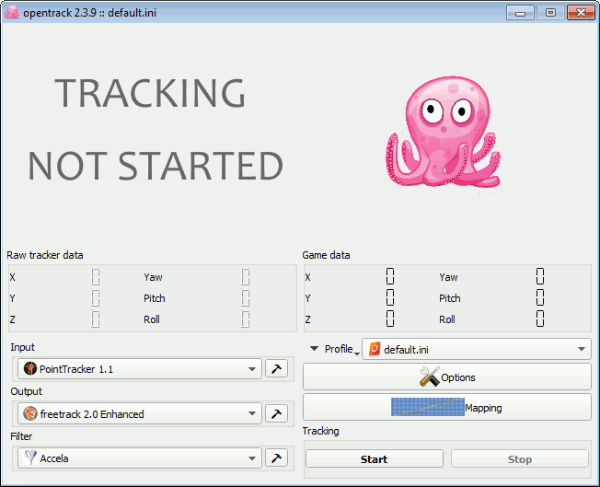 opentrack 2.3.9 :: default.ini
TRACKING
NOT STARTED
Raw tracker data
X 0 Yaw 0
Y 0 Pitch 0
Z 0 Roll 0
Game data
X 0 Yaw 0
Y 0 Pitch 0
Z 0 Roll 0
Input
PointTracker 1.1
Output
freetrack 2.0 Enhanced
Filter
Accela
Profile default.ini
Options
Mapping
Tracking
Start Stop